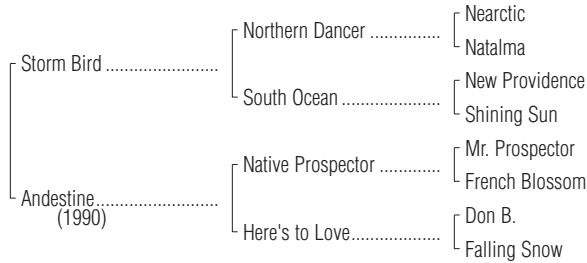 Nearctic
Northern Dancer ................
Natalma
Storm Bird ..........................
New Providence
South Ocean .......................
Shining Sun
Mr. Prospector
Native Prospector ..............
French Blossom
Andestine............................
(1990)
Don B.
Here's to Love.....................
Falling Snow